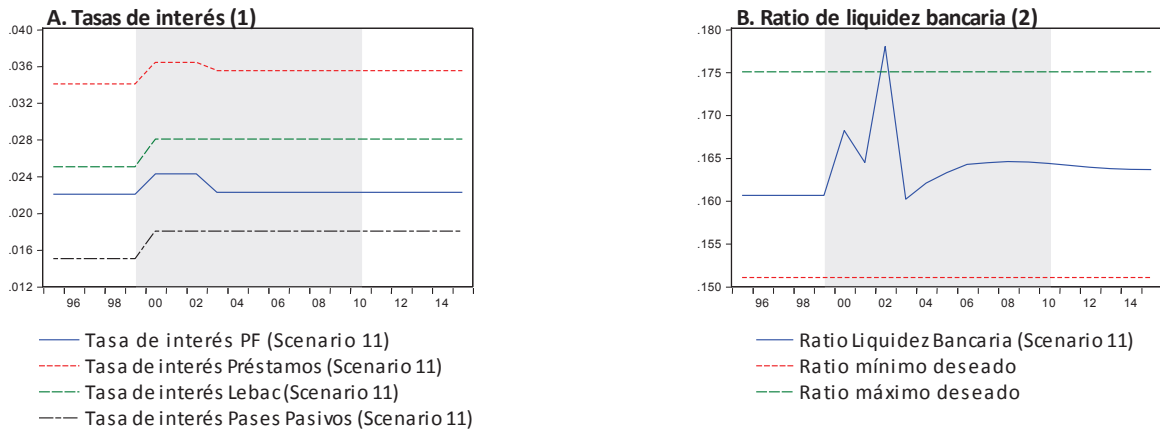 A. Tasas de interés (1)
.040
.036
.032
.028
.024
.020
.016
.012
96 98 00 02 04 06 08 10 12 14
Tasa de interés PF (Scenario 11)
Tasa de interés Préstamos (Scenario 11)
Tasa de interés Lebac (Scenario 11)
Tasa de interés Pases Pasivos (Scenario 11)
B. Ratio de liquidez bancaria (2)
.180
.175
.170
.165
.160
.155
.150
96 98 00 02 04 06 08 10 12 14
Ratio Liquidez Bancaria (Scenario 11)
Ratio mínimo deseado
Ratio máximo deseado